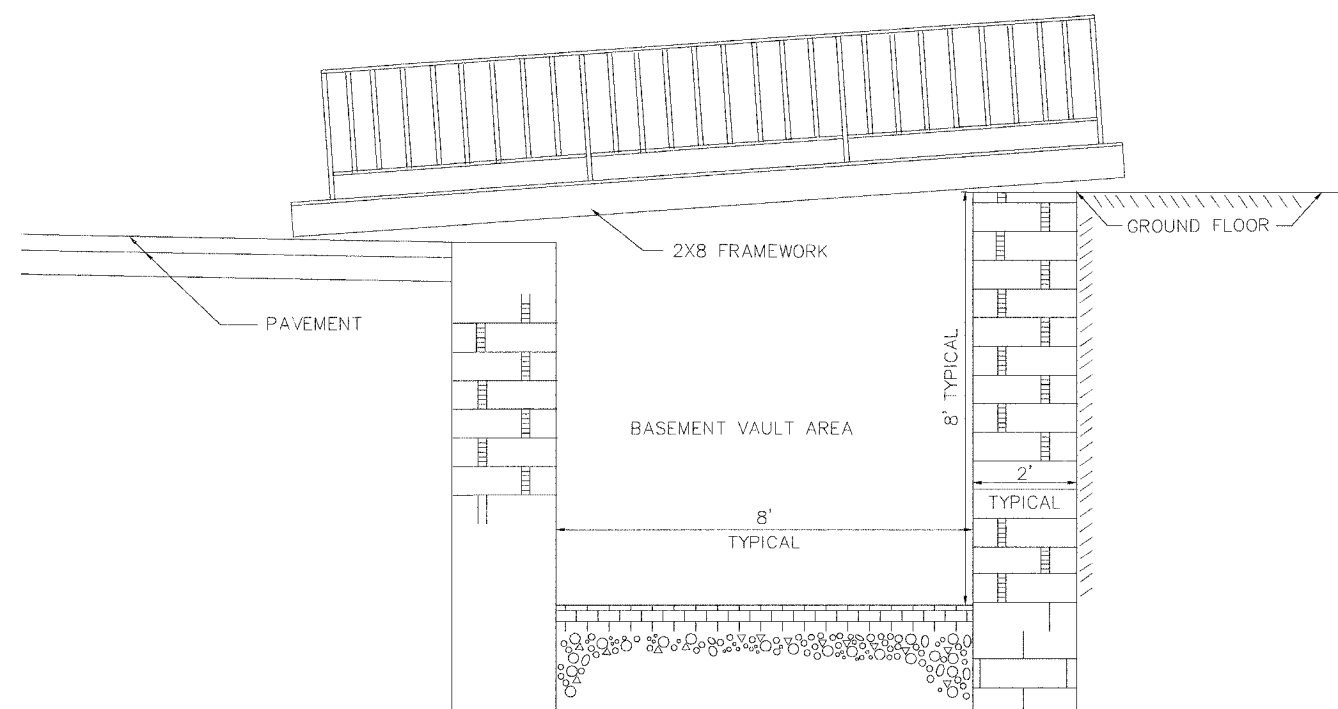 GROUND FLOOR
2X8 FRAMEWORK
PAVEMENT
8' TYPICAL
BASEMENT VAULT AREA
2'
TYPICAL
8'
TYPICAL